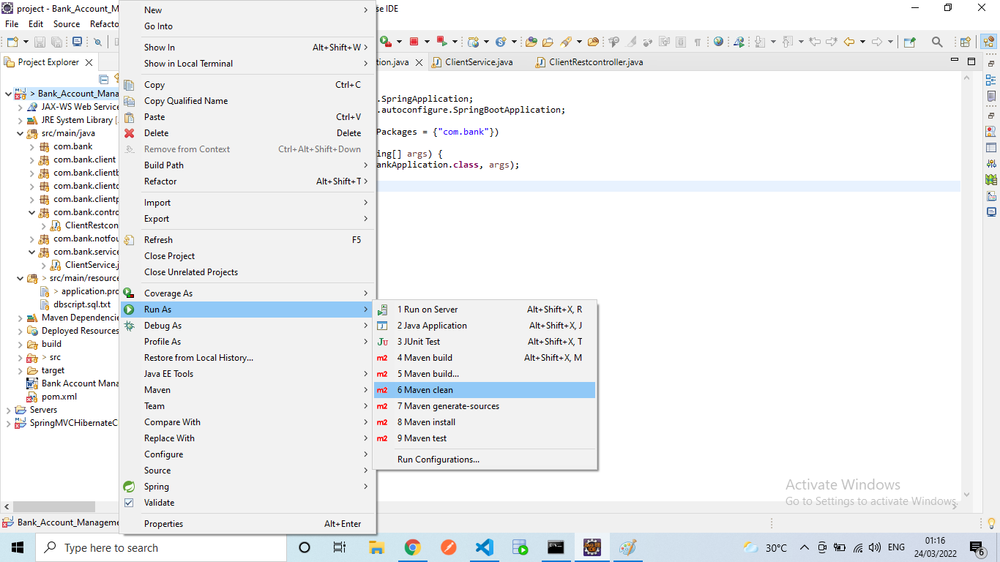 project - Bank_Account_Ma
se IDE
File Edit Source Refacto
Project Explorer
tion.java
ClientService.java
ClientRestcontroller.java
> Bank_Account_Mana
JAX-WS Web Service
JRE System Library [.
src/main/java
com.bank
com.bank.client
com.bank.clientb
com.bank.clientc
com.bank.clientp
com.bank.contro
ClientRestcon
com.bank.notfou
com.bank.service
ClientService.j
> src/main/resource
> application.pro
dbscript.sql.txt
Maven Dependencie
Deployed Resources
build
> src
target
Bank Account Mana
pom.xml
Servers
SpringMVCHibernateC
Bank_Account_Manageme
New
Go Into
Show In Alt+Shift+W
Show in Local Terminal
Copy Ctrl+C
Copy Qualified Name
Paste Ctrl+V
Delete Delete
Remove from Context Ctrl+Alt+Shift+Down
Build Path
Refactor Alt+Shift+T
Import
Export
Refresh F5
Close Project
Close Unrelated Projects
Coverage As
Run As
Debug As
Profile As
Restore from Local History...
Java EE Tools
Maven
Team
Compare With
Replace With
Configure
Source
Spring
Validate
Properties Alt+Enter
1 Run on Server Alt+Shift+X, R
2 Java Application Alt+Shift+X, J
3 JUnit Test Alt+Shift+X, T
4 Maven build Alt+Shift+X, M
5 Maven build...
6 Maven clean
7 Maven generate-sources
8 Maven install
9 Maven test
Run Configurations...
.SpringApplication;
.autoconfigure.SpringBootApplication;
Packages = {"com.bank"})
ing[] args) {
ankApplication.class, args);
Activate Windows
Go to Settings to activate Windows.
Type here to search
30°C
ENG
01:16
24/03/2022
6